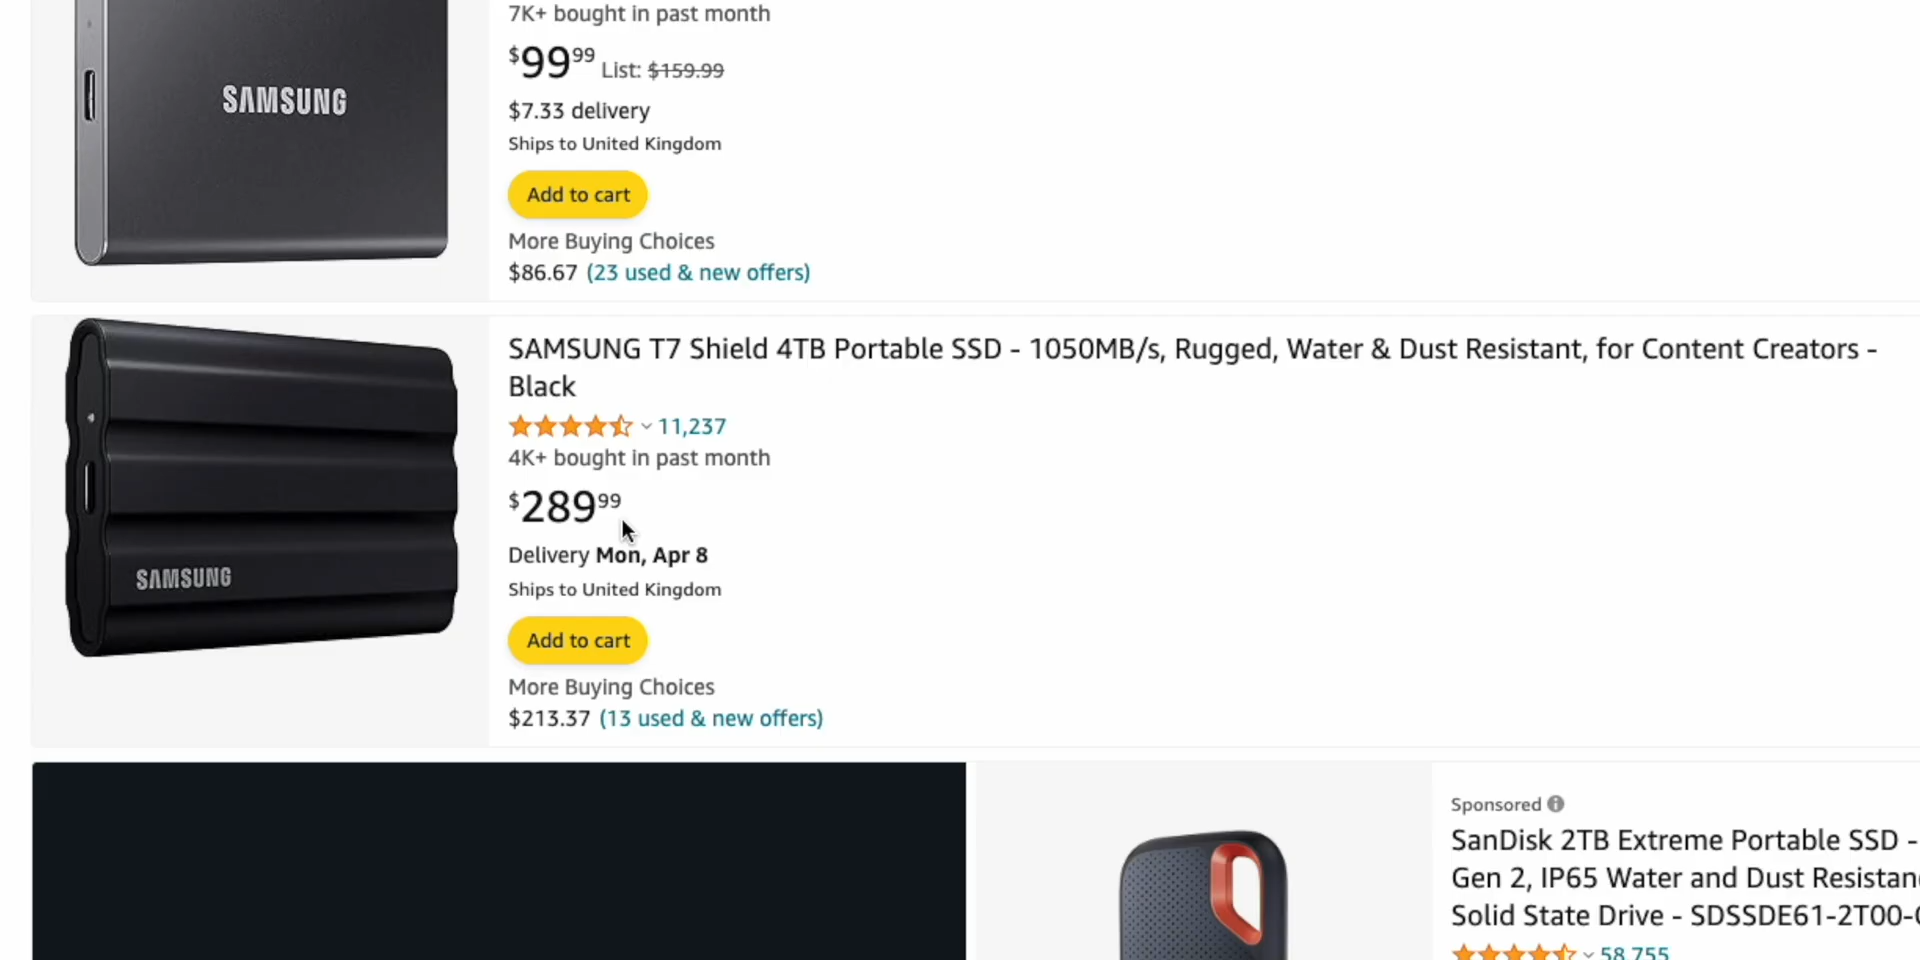 7K+ bought in past month
$99.99 List: $159.99
SAMSUNG
$7.33 delivery
Ships to United Kingdom
Add to cart
More Buying Choices
$86.67 (23 used & new offers)
SAMSUNG T7 Shield 4TB Portable SSD - 1050MB/s, Rugged, Water & Dust Resistant, for Content Creators -
Black
11,237
4K+ bought in past month
$289.99
Delivery Mon, Apr 8
SAMSUNG
Ships to United Kingdom
Add to cart
More Buying Choices
$213.37 (13 used & new offers)
Sponsored
SanDisk 2TB Extreme Portable SSD -
Gen 2, IP65 Water and Dust Resistan
Solid State Drive - SDSSDE61-2T00-
58,755